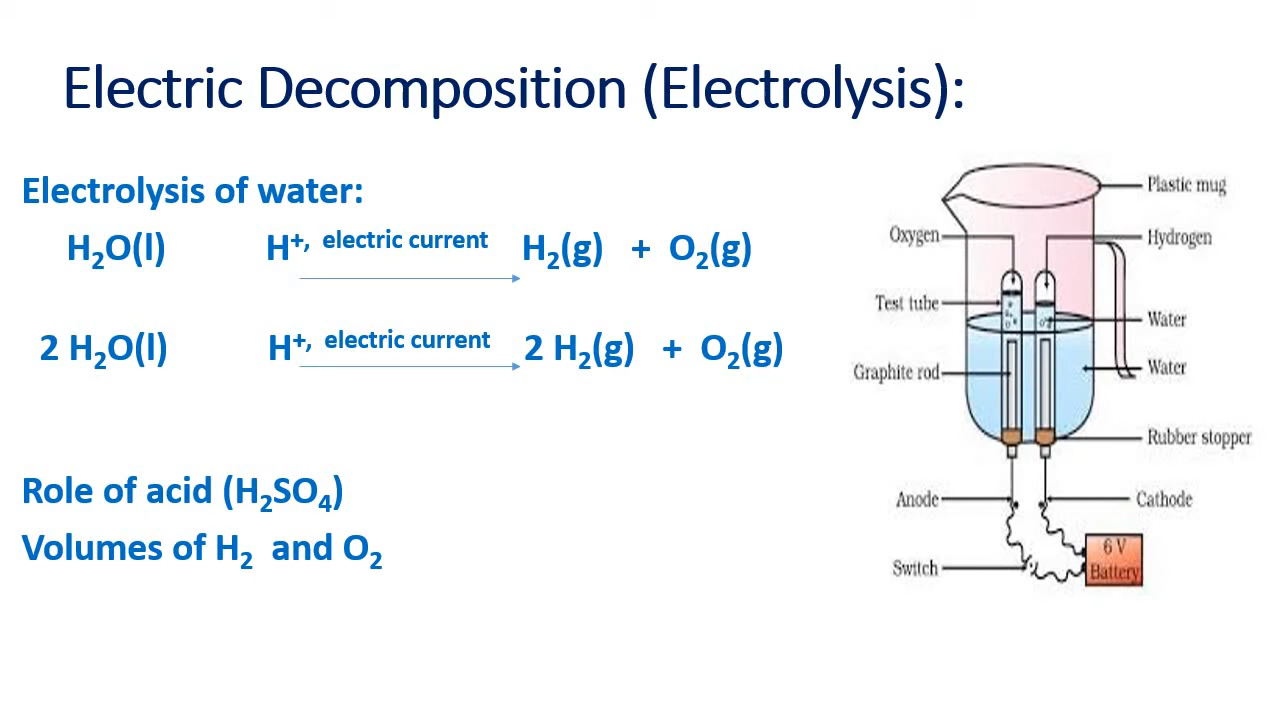 Electric Decomposition (Electrolysis):
Electrolysis of water:
H₂O(l) H⁺, electric current H₂(g) + O₂(g)
2 H₂O(l) H⁺, electric current 2 H₂(g) + O₂(g)
Role of acid (H₂SO₄)
Volumes of H₂ and O₂
Plastic mug
Oxygen
Hydrogen
Test tube
Water
Graphite rod
Water
Rubber stopper
Anode
Cathode
Switch
6 V
Battery